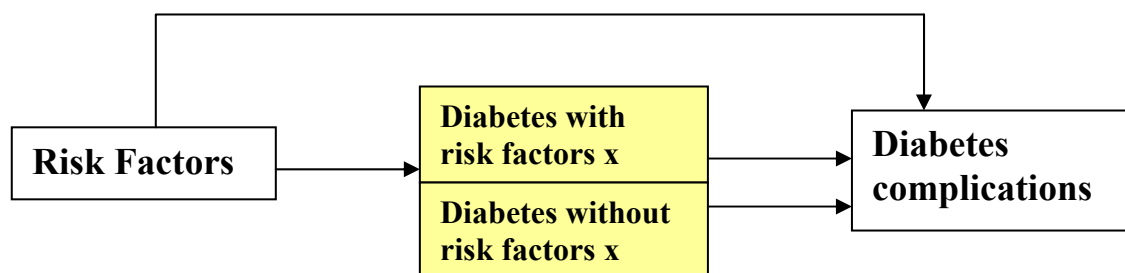 Risk Factors
Diabetes with
risk factors x
Diabetes without
risk factors x
Diabetes
complications